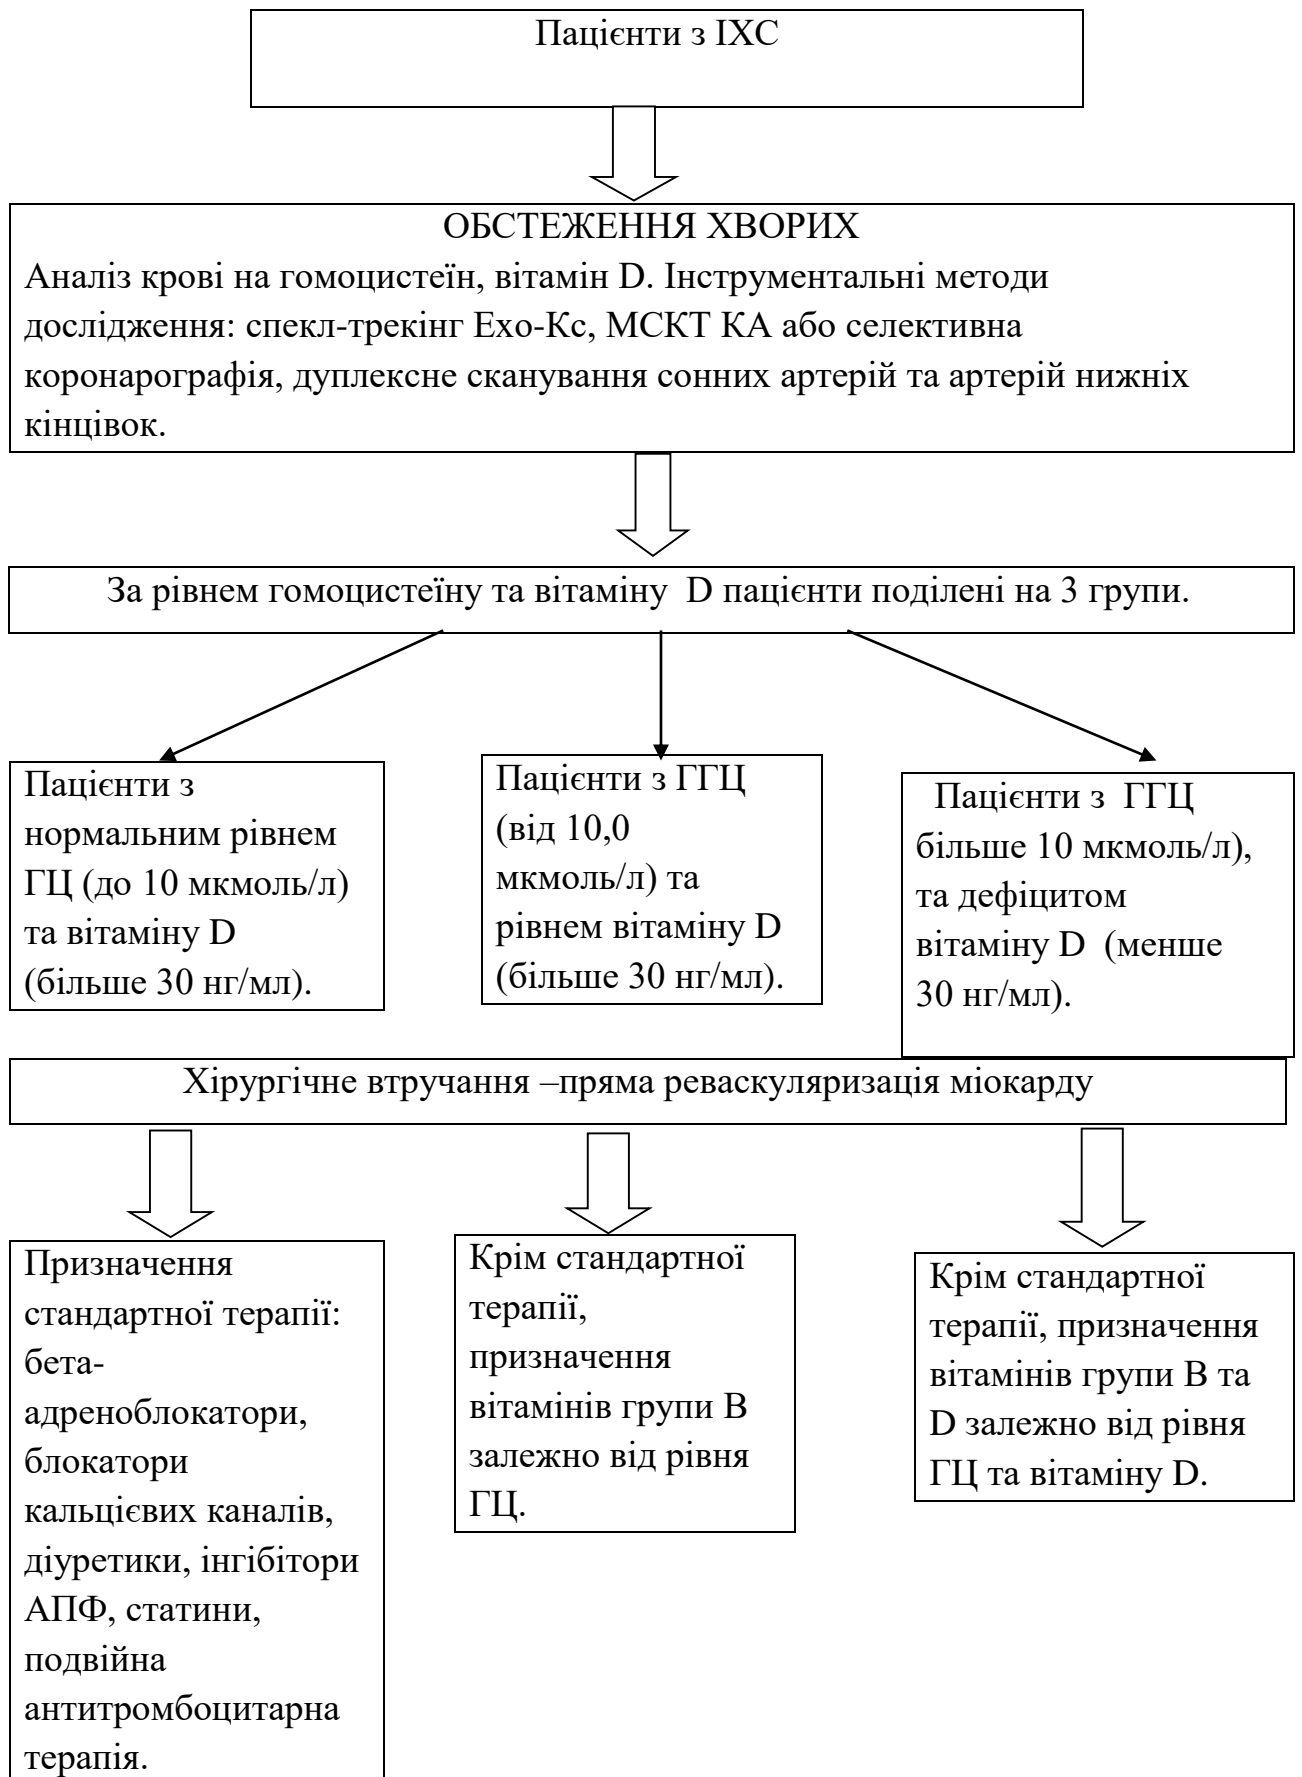 Пацієнти з ІХС
ОБСТЕЖЕННЯ ХВОРИХ
Аналіз крові на гомоцистеїн, вітамін D. Інструментальні методи
дослідження: спекл-трекінг Ехо-Кс, МСКТ КА або селективна
коронарографія, дуплексне сканування сонних артерій та артерій нижніх
кінцівок.
За рівнем гомоцистеїну та вітаміну D пацієнти поділені на 3 групи.
Пацієнти з
нормальним рівнем
ГЦ (до 10 мкмоль/л)
та вітаміну D
(більше 30 нг/мл).
Пацієнти з ГГЦ
(від 10,0
мкмоль/л) та
рівнем вітаміну D
(більше 30 нг/мл).
Пацієнти з ГГЦ
більше 10 мкмоль/л),
та дефіцитом
вітаміну D (менше
30 нг/мл).
Хірургічне втручання –пряма реваскуляризація міокарду
Призначення
стандартної терапії:
бета-
адреноблокатори,
блокатори
кальцієвих каналів,
діуретики, інгібітори
АПФ, статини,
подвійна
антитромбоцитарна
терапія.
Крім стандартної
терапії,
призначення
вітамінів групи В
залежно від рівня
ГЦ.
Крім стандартної
терапії, призначення
вітамінів групи В та
D залежно від рівня
ГЦ та вітаміну D.